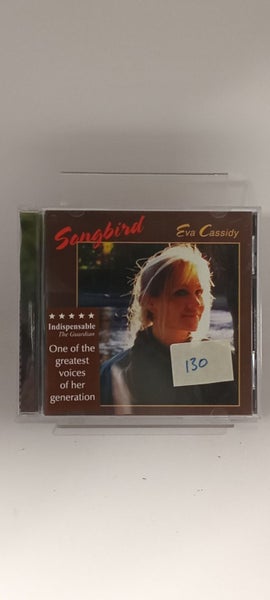 Songbird
Eva Cassidy
★★★★★
Indispensable
The Guardian
One of the
greatest
voices
of her
generation
130